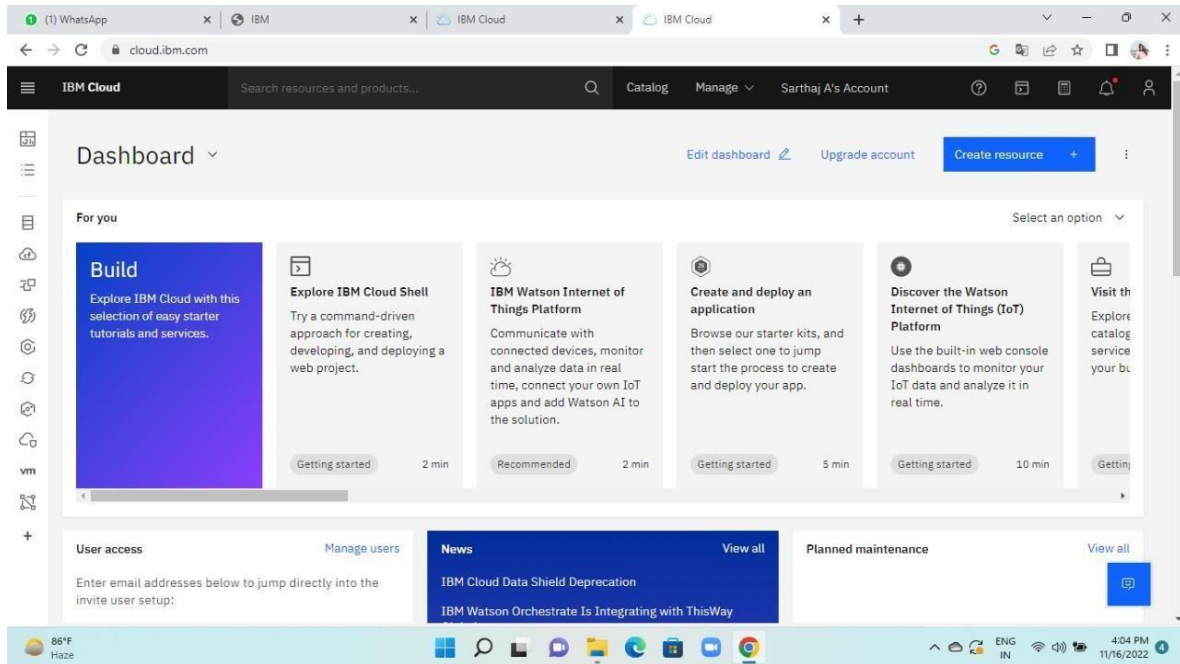 (1) WhatsApp
IBM
IBM Cloud
IBM Cloud
cloud.ibm.com
IBM Cloud
Search resources and products...
Catalog
Manage
Sarthaj A's Account
Dashboard
Edit dashboard
Upgrade account
Create resource +
For you
Select an option
Build
Explore IBM Cloud with this
selection of easy starter
tutorials and services.
Explore IBM Cloud Shell
Try a command-driven
approach for creating,
developing, and deploying a
web project.
Getting started
2 min
IBM Watson Internet of
Things Platform
Communicate with
connected devices, monitor
and analyze data in real
time, connect your own IoT
apps and add Watson AI to
the solution.
Recommended
2 min
Create and deploy an
application
Browse our starter kits, and
then select one to jump
start the process to create
and deploy your app.
Getting started
5 min
Discover the Watson
Internet of Things (IoT)
Platform
Use the built-in web console
dashboards to monitor your
IoT data and analyze it in
real time.
Getting started
10 min
Visit th
Explore
catalog
service
your bu
Getting
vm
User access
Manage users
Enter email addresses below to jump directly into the
invite user setup:
News
View all
IBM Cloud Data Shield Deprecation
IBM Watson Orchestrate Is Integrating with ThisWay
Planned maintenance
View all
86°F
Haze
ENG
IN
4:04 PM
11/16/2022
4